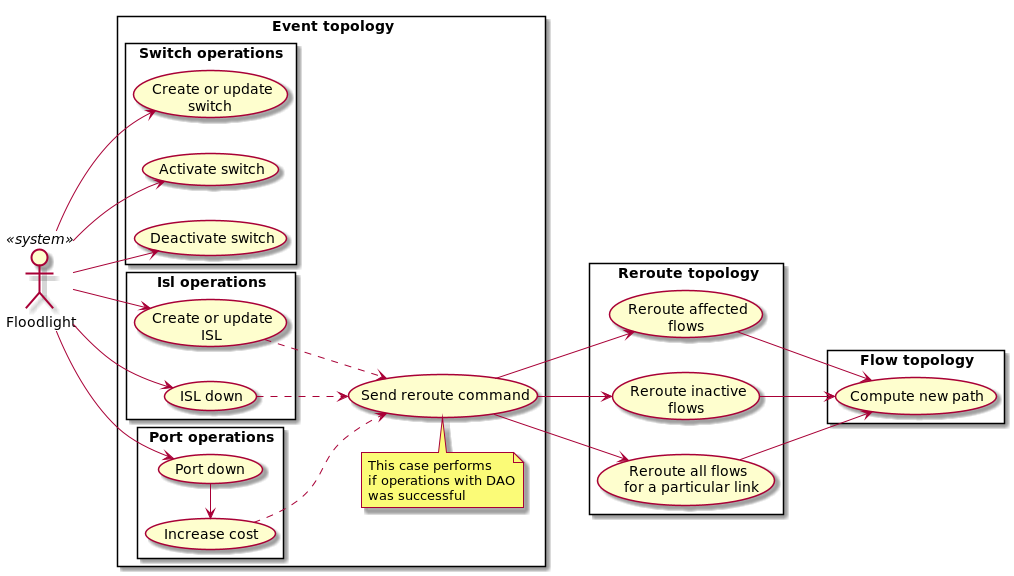 Event topology
Switch operations
Create or update
switch
Activate switch
Deactivate switch
«system»
Floodlight
Isl operations
Create or update
ISL
ISL down
Port operations
Port down
Increase cost
Send reroute command
This case performs
if operations with DAO
was successful
Reroute topology
Reroute affected
flows
Reroute inactive
flows
Reroute all flows
for a particular link
Flow topology
Compute new path